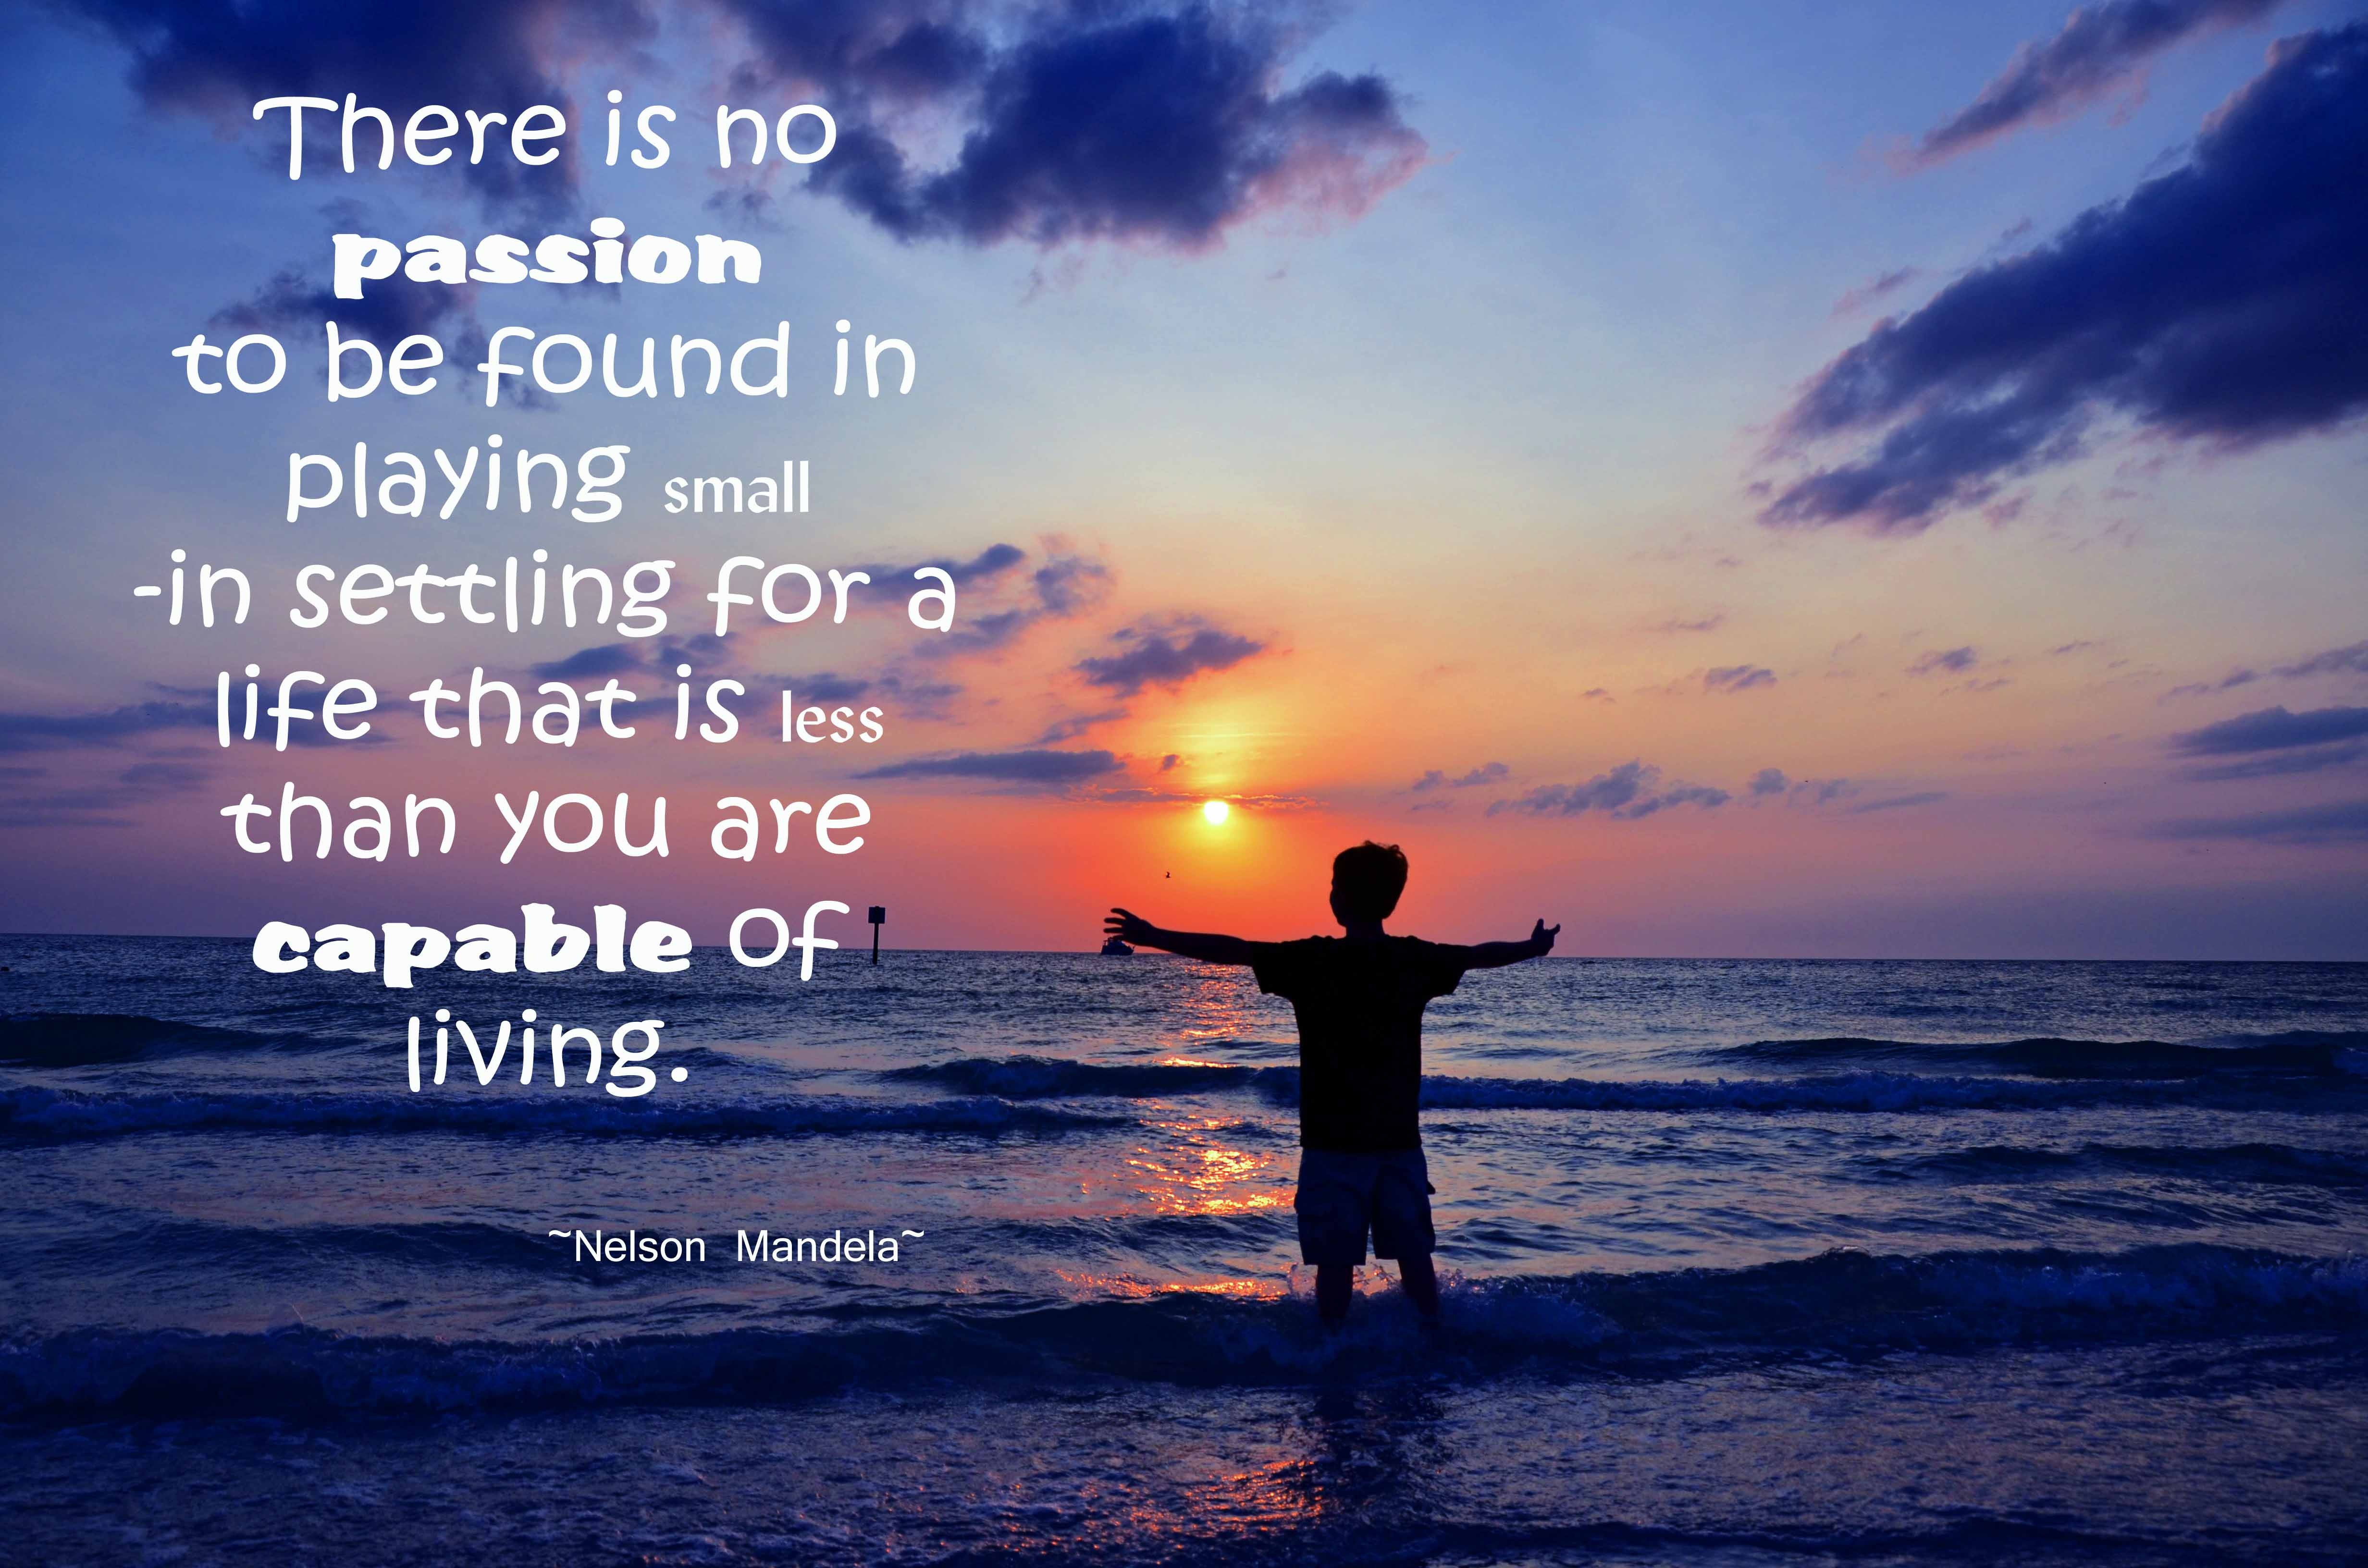 There is no
passion
to be found in
playing small
-in settling for a
life that is less
than you are
capable of
living.
~Nelson Mandela~